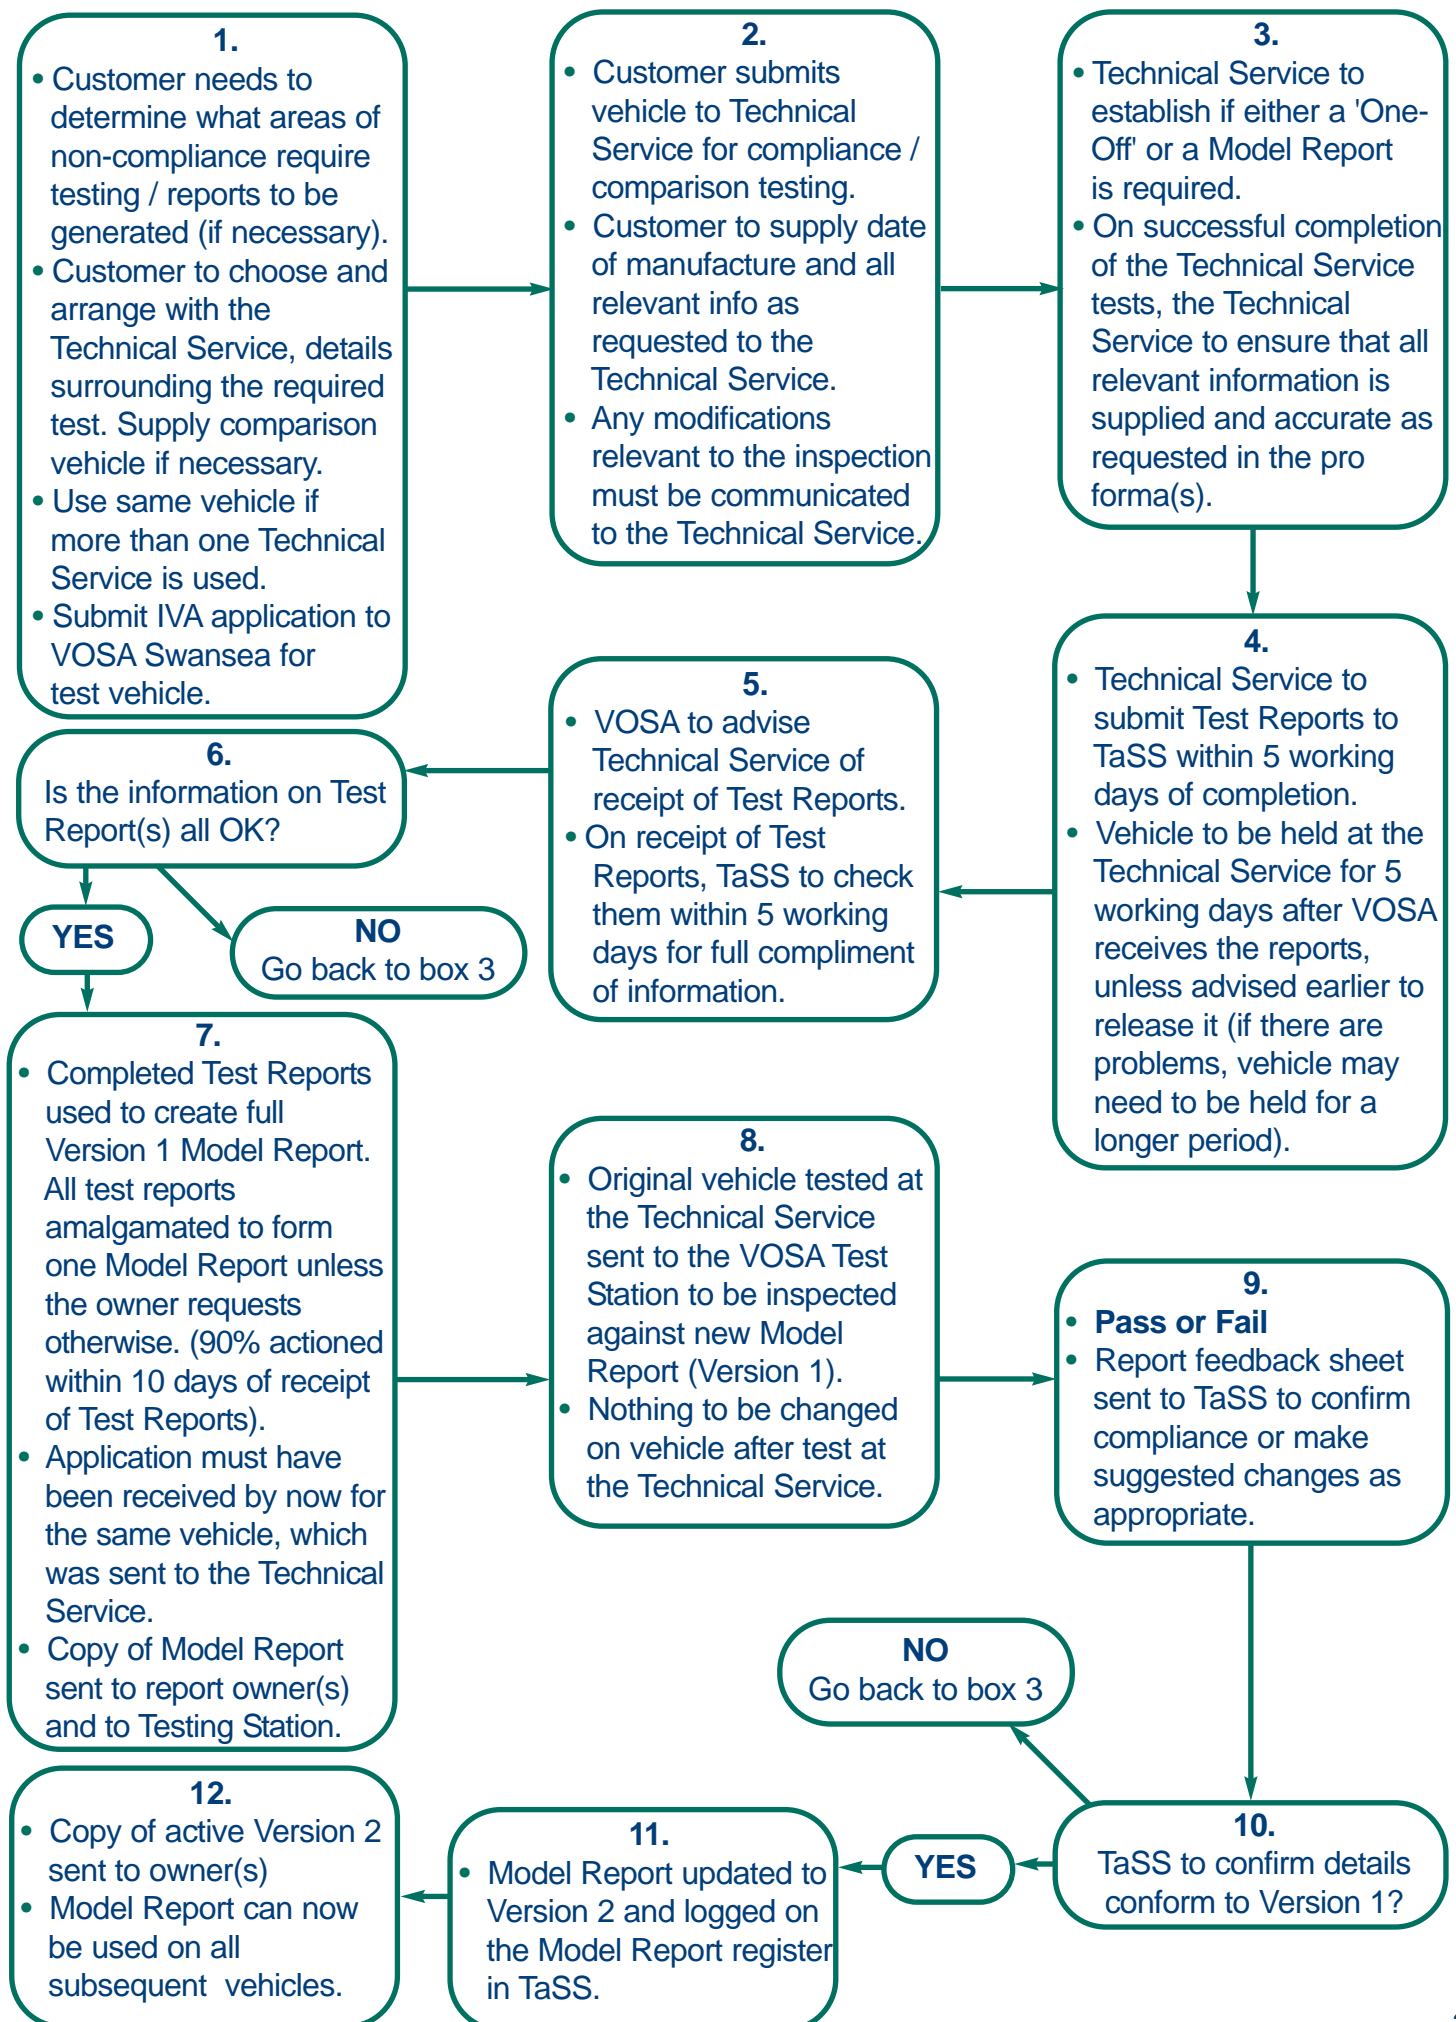 1.
• Customer needs to
determine what areas of
non-compliance require
testing / reports to be
generated (if necessary).
• Customer to choose and
arrange with the
Technical Service, details
surrounding the required
test. Supply comparison
vehicle if necessary.
• Use same vehicle if
more than one Technical
Service is used.
• Submit IVA application to
VOSA Swansea for
test vehicle.
2.
• Customer submits
vehicle to Technical
Service for compliance /
comparison testing.
• Customer to supply date
of manufacture and all
relevant info as
requested to the
Technical Service.
• Any modifications
relevant to the inspection
must be communicated
to the Technical Service.
3.
• Technical Service to
establish if either a 'One-
Off' or a Model Report
is required.
• On successful completion
of the Technical Service
tests, the Technical
Service to ensure that all
relevant information is
supplied and accurate as
requested in the pro
forma(s).
4.
• Technical Service to
submit Test Reports to
TaSS within 5 working
days of completion.
• Vehicle to be held at the
Technical Service for 5
working days after VOSA
receives the reports,
unless advised earlier to
release it (if there are
problems, vehicle may
need to be held for a
longer period).
5.
• VOSA to advise
Technical Service of
receipt of Test Reports.
• On receipt of Test
Reports, TaSS to check
them within 5 working
days for full compliment
of information.
6.
Is the information on Test
Report(s) all OK?
YES
NO
Go back to box 3
7.
• Completed Test Reports
used to create full
Version 1 Model Report.
All test reports
amalgamated to form
one Model Report unless
the owner requests
otherwise. (90% actioned
within 10 days of receipt
of Test Reports).
• Application must have
been received by now for
the same vehicle, which
was sent to the Technical
Service.
• Copy of Model Report
sent to report owner(s)
and to Testing Station.
8.
• Original vehicle tested at
the Technical Service
sent to the VOSA Test
Station to be inspected
against new Model
Report (Version 1).
• Nothing to be changed
on vehicle after test at
the Technical Service.
9.
• Pass or Fail
• Report feedback sheet
sent to TaSS to confirm
compliance or make
suggested changes as
appropriate.
10.
TaSS to confirm details
conform to Version 1?
NO
Go back to box 3
YES
11.
• Model Report updated to
Version 2 and logged on
the Model Report register
in TaSS.
12.
• Copy of active Version 2
sent to owner(s)
• Model Report can now
be used on all
subsequent vehicles.